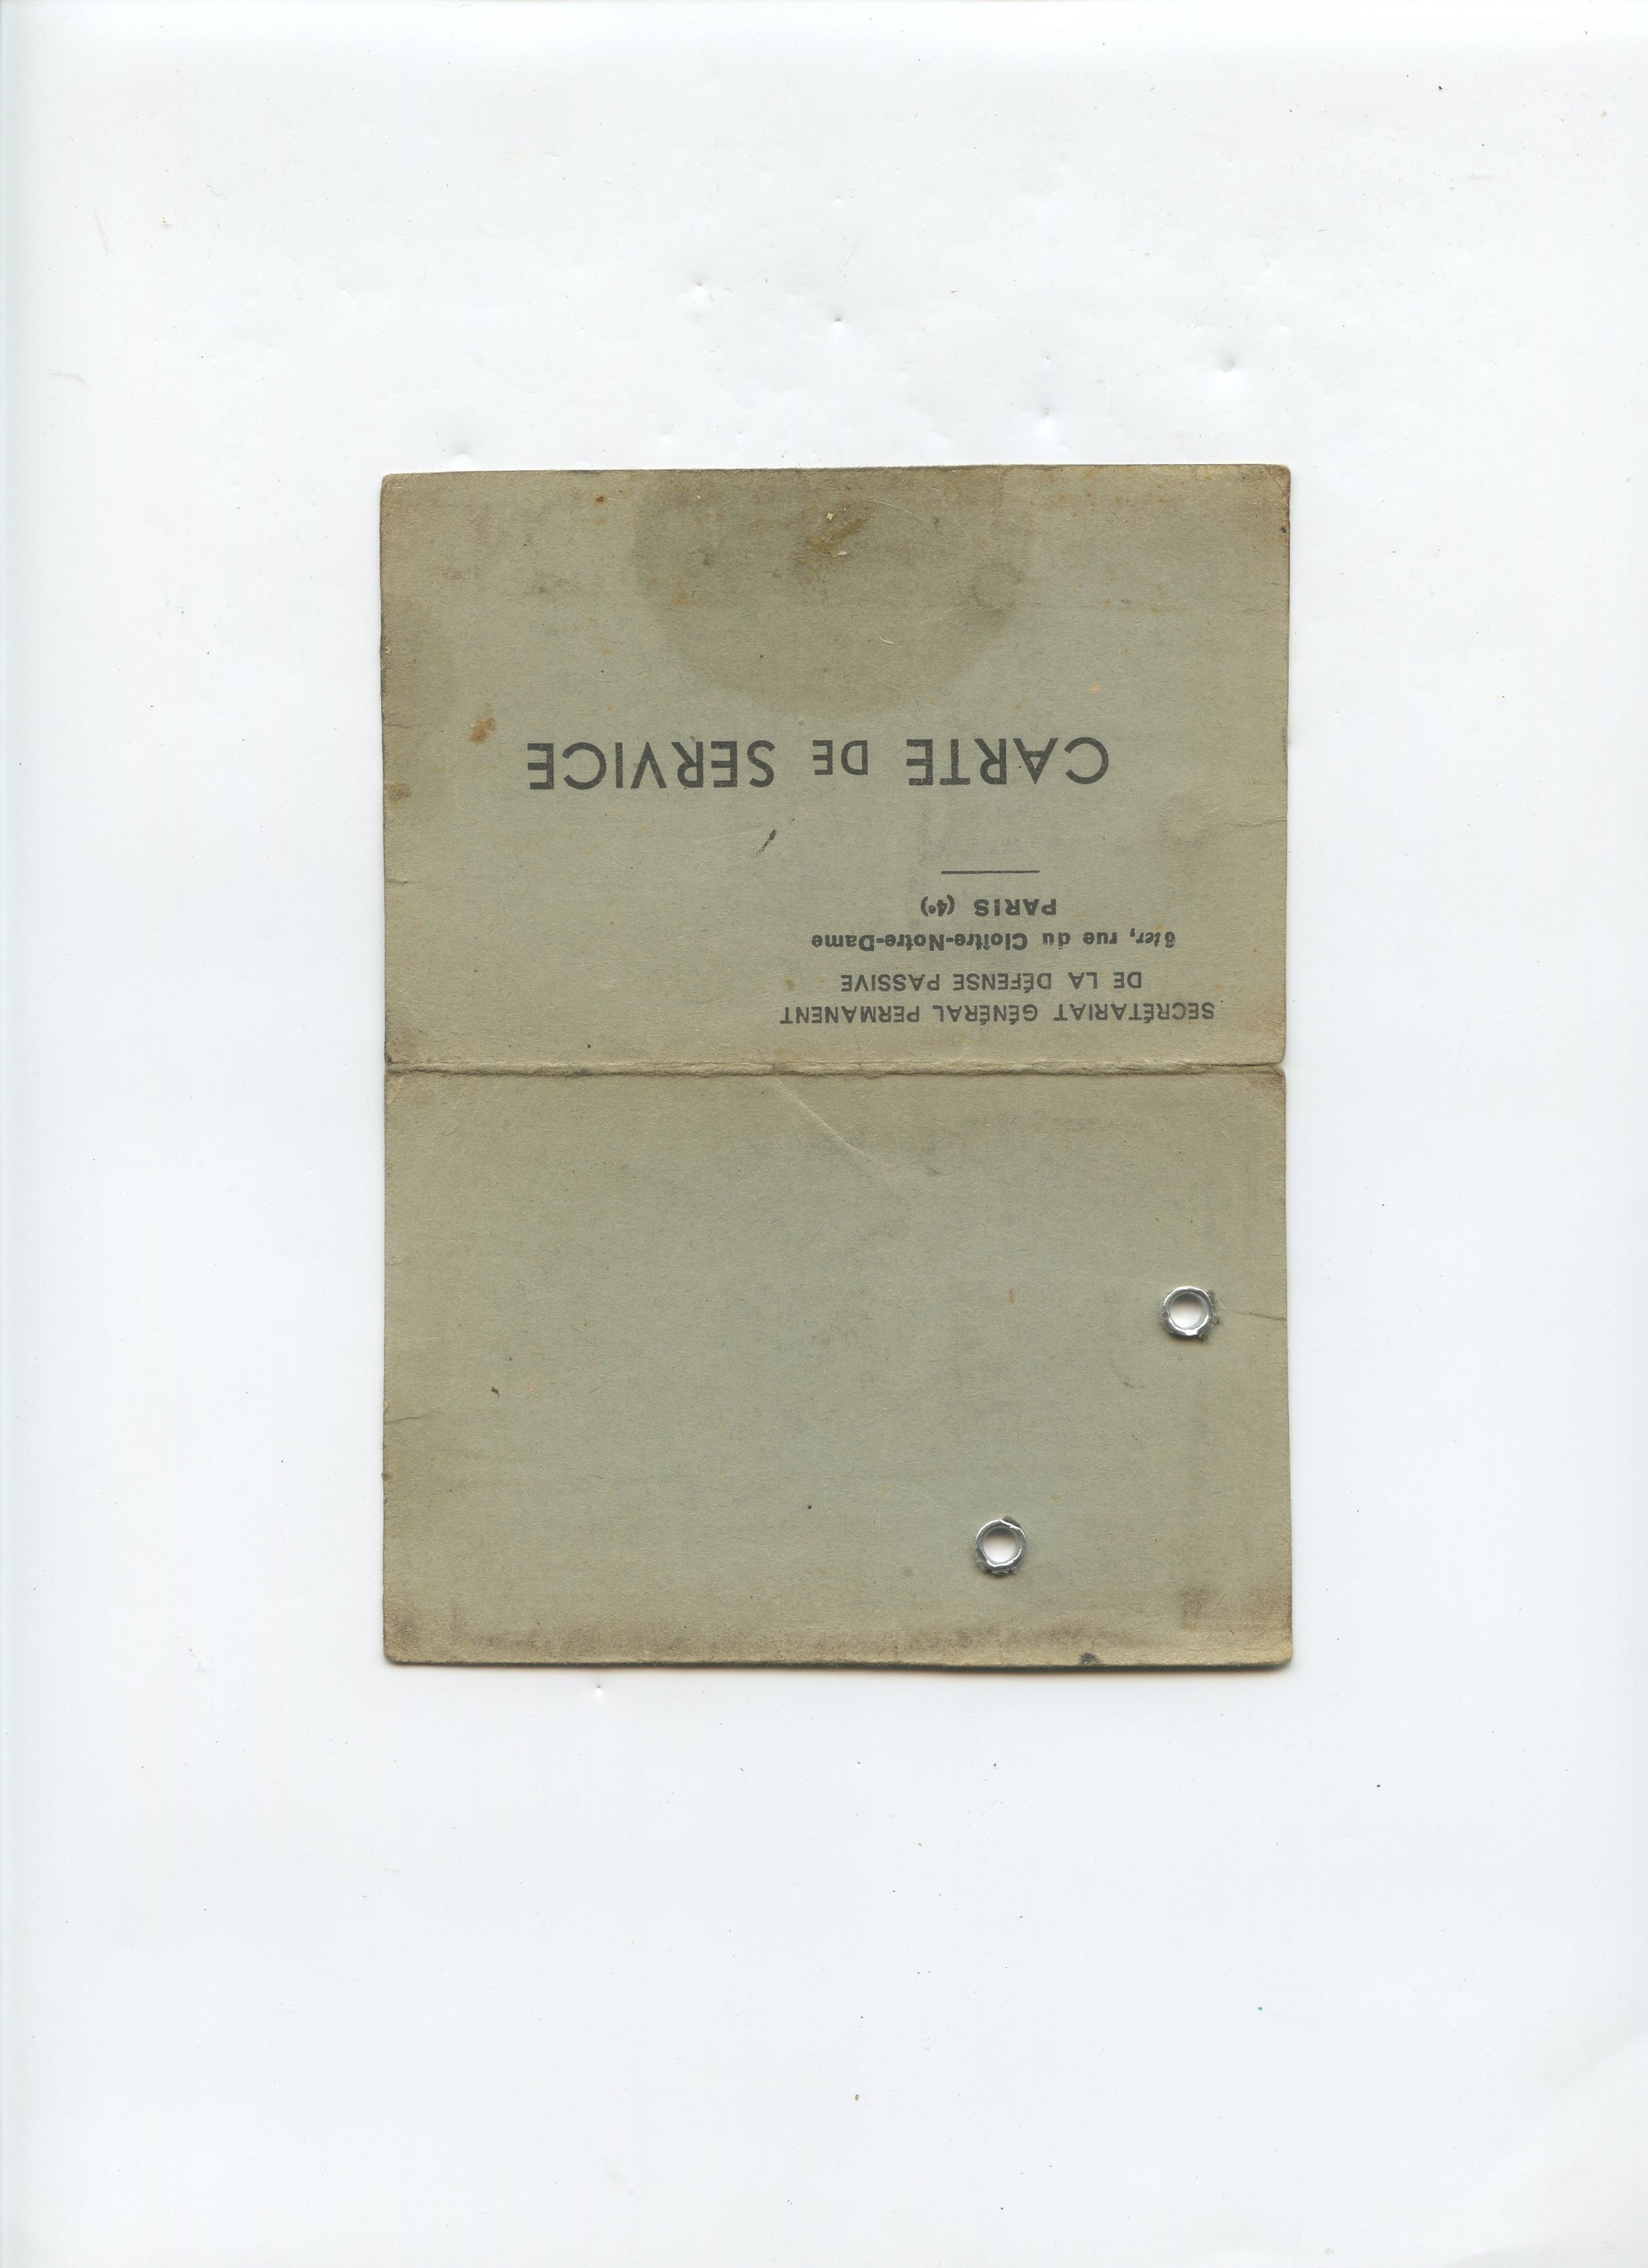 SECRÉTARIAT GÉNÉRAL PERMANENT
DE LA DÉFENSE PASSIVE
6ter, rue du Cloître-Notre-Dame
PARIS (4e)
CARTE DE SERVICE